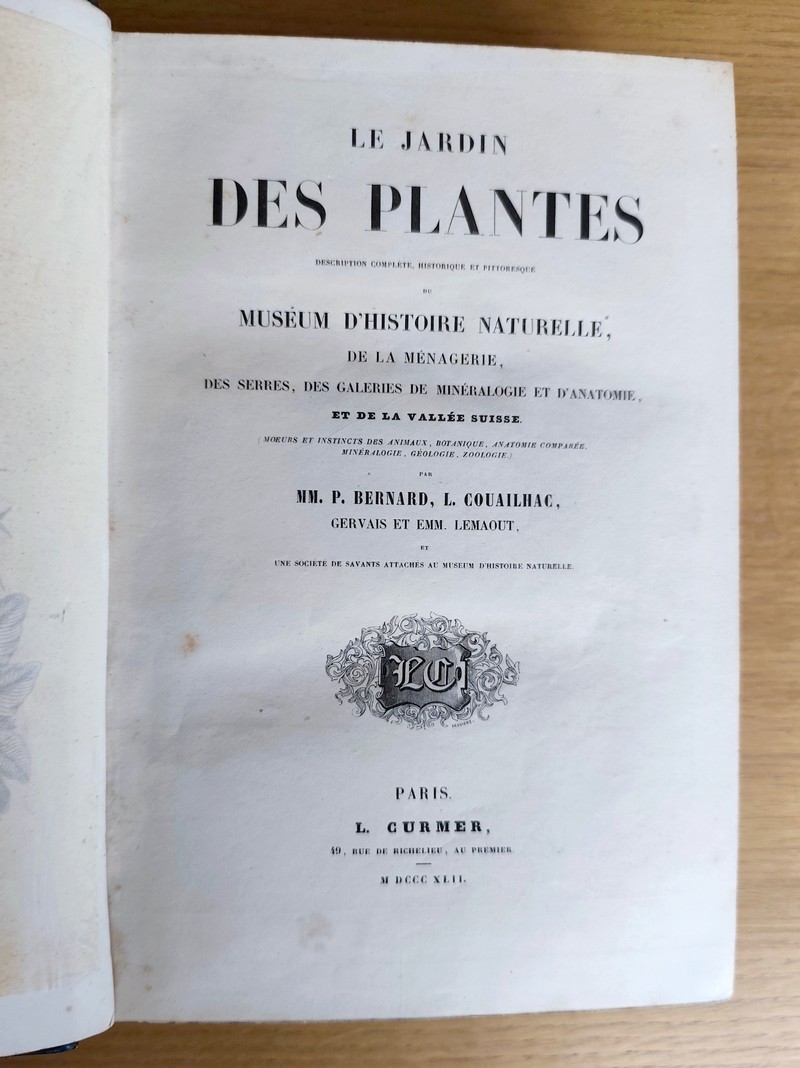 LE JARDIN
DES PLANTES
DESCRIPTION COMPLÈTE, HISTORIQUE ET PITTORESQUE
DU
MUSÉUM D'HISTOIRE NATURELLE,
DE LA MÉNAGERIE,
DES SERRES, DES GALERIES DE MINÉRALOGIE ET D'ANATOMIE,
ET DE LA VALLÉE SUISSE.
(MOEURS ET INSTINCTS DES ANIMAUX, BOTANIQUE, ANATOMIE COMPARÉE,
MINÉRALOGIE, GÉOLOGIE, ZOOLOGIE.)
PAR
MM. P. BERNARD, L. COUAILHAC,
GERVAIS ET EMM. LEMAOUT,
ET
UNE SOCIÉTÉ DE SAVANTS ATTACHÉS AU MUSEUM D'HISTOIRE NATURELLE.
LC
PARIS.
L. CURMER,
49, RUE DE RICHELIEU, AU PREMIER
M DCCC XLII.